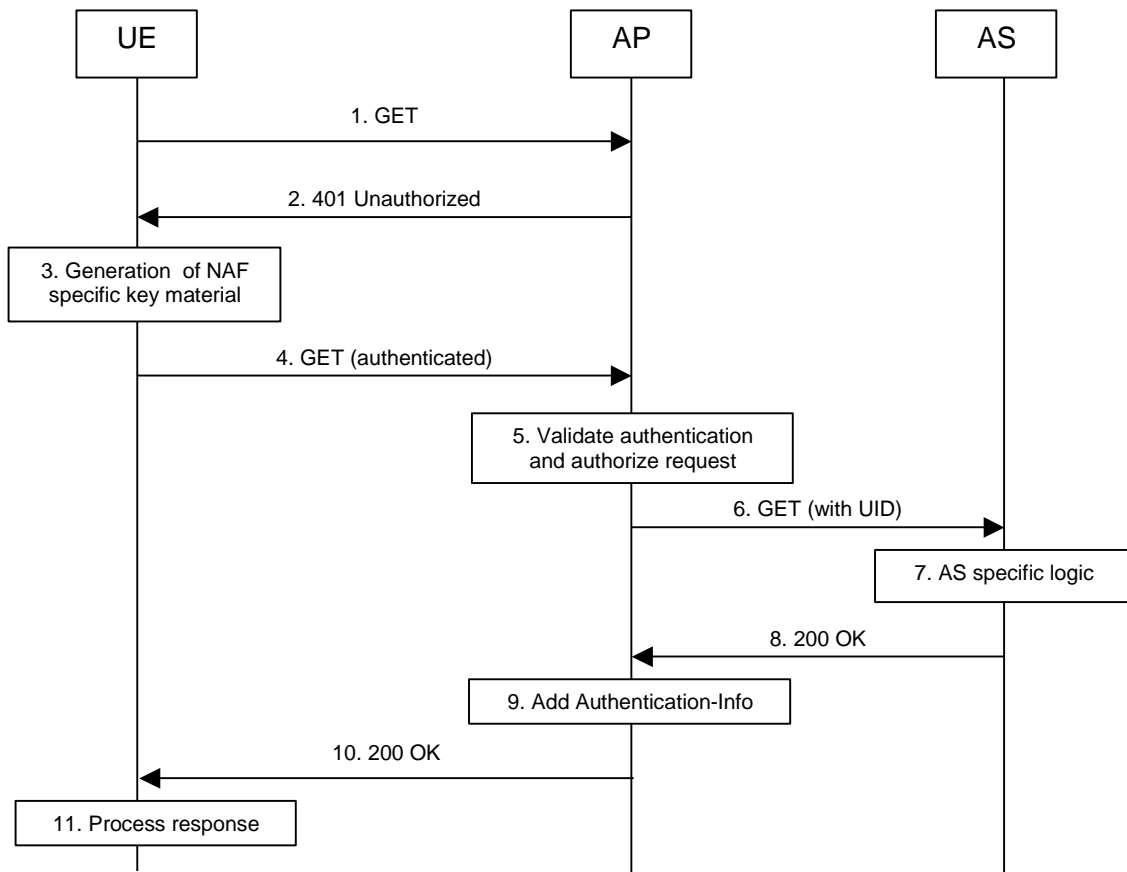 UE
AP
AS
1. GET
2. 401 Unauthorized
3. Generation of NAF
specific key material
4. GET (authenticated)
5. Validate authentication
and authorize request
6. GET (with UID)
7. AS specific logic
8. 200 OK
9. Add Authentication-Info
10. 200 OK
11. Process response